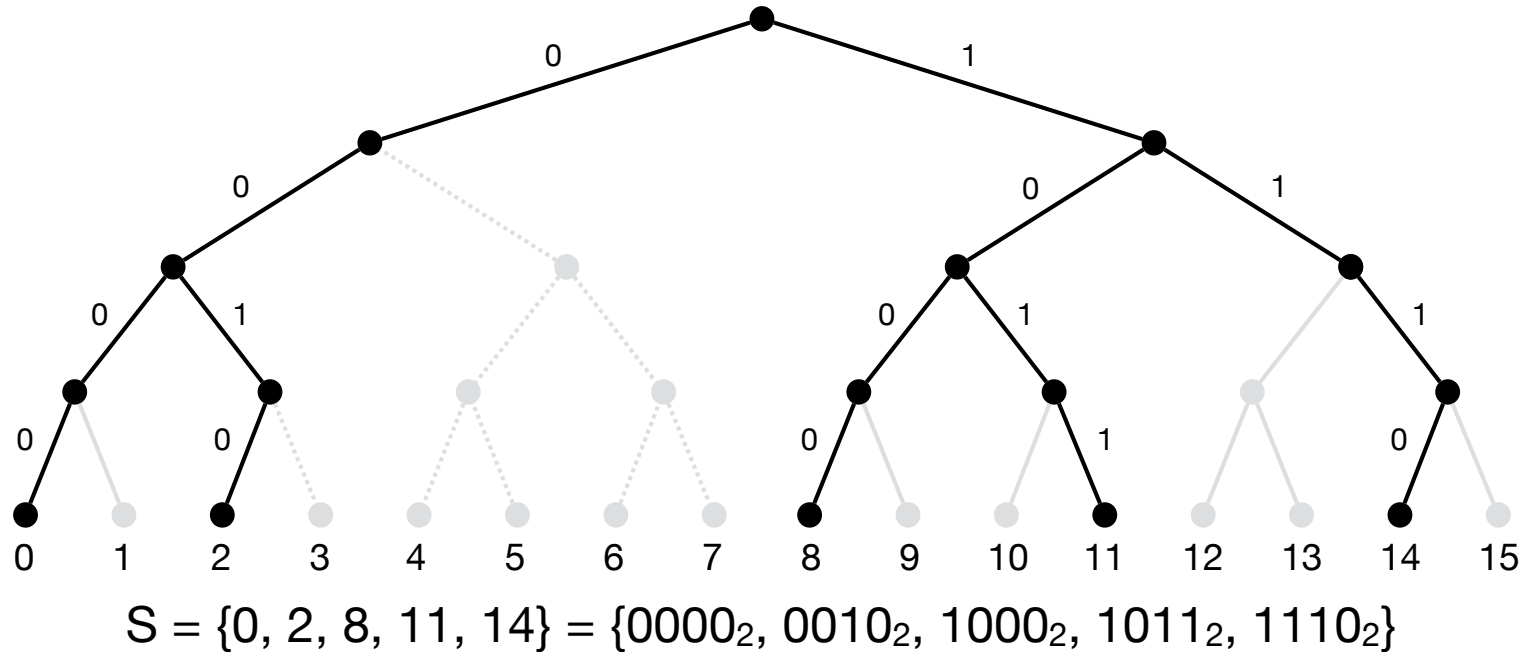 0 1
0 0 1
0 1 0 1 1
0 0 0 1 0
0 1 2 3 4 5 6 7 8 9 10 11 12 13 14 15
S = {0, 2, 8, 11, 14} = {0000₂, 0010₂, 1000₂, 1011₂, 1110₂}